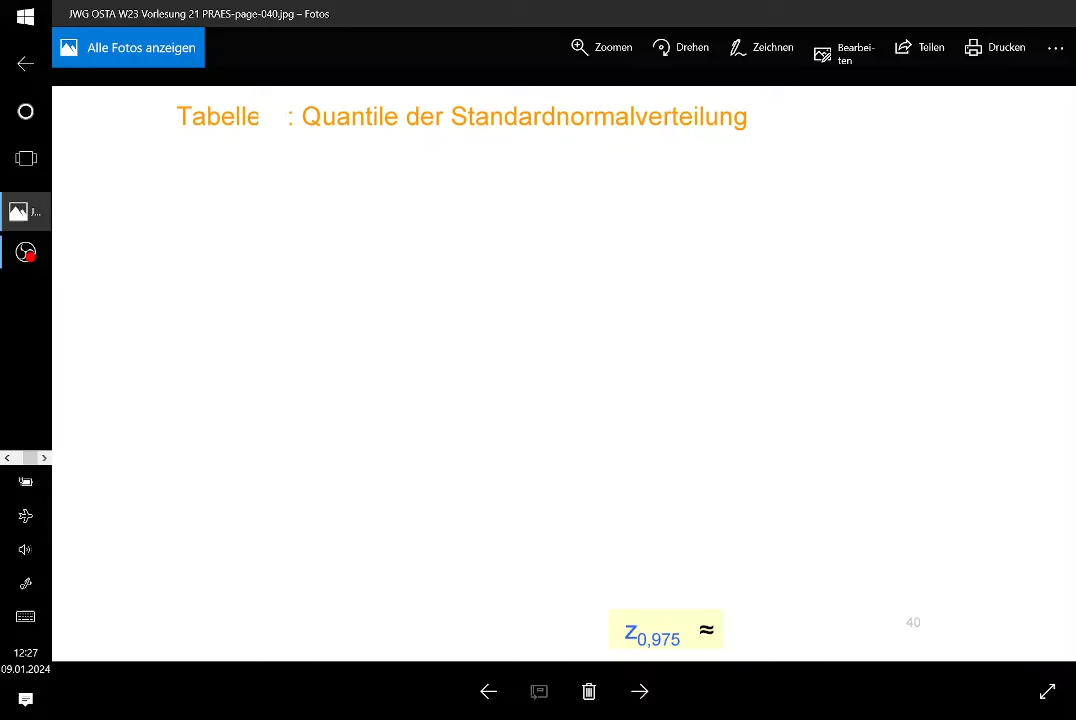 JWG OSTA W23 Vorlesung 21 PRAES-page-040.jpg – Fotos
Alle Fotos anzeigen
Zoomen
Drehen
Zeichnen
Bearbei-
ten
Teilen
Drucken
...
J...
Tabelle : Quantile der Standardnormalverteilung
z0,975 ≈
40
12:27
09.01.2024